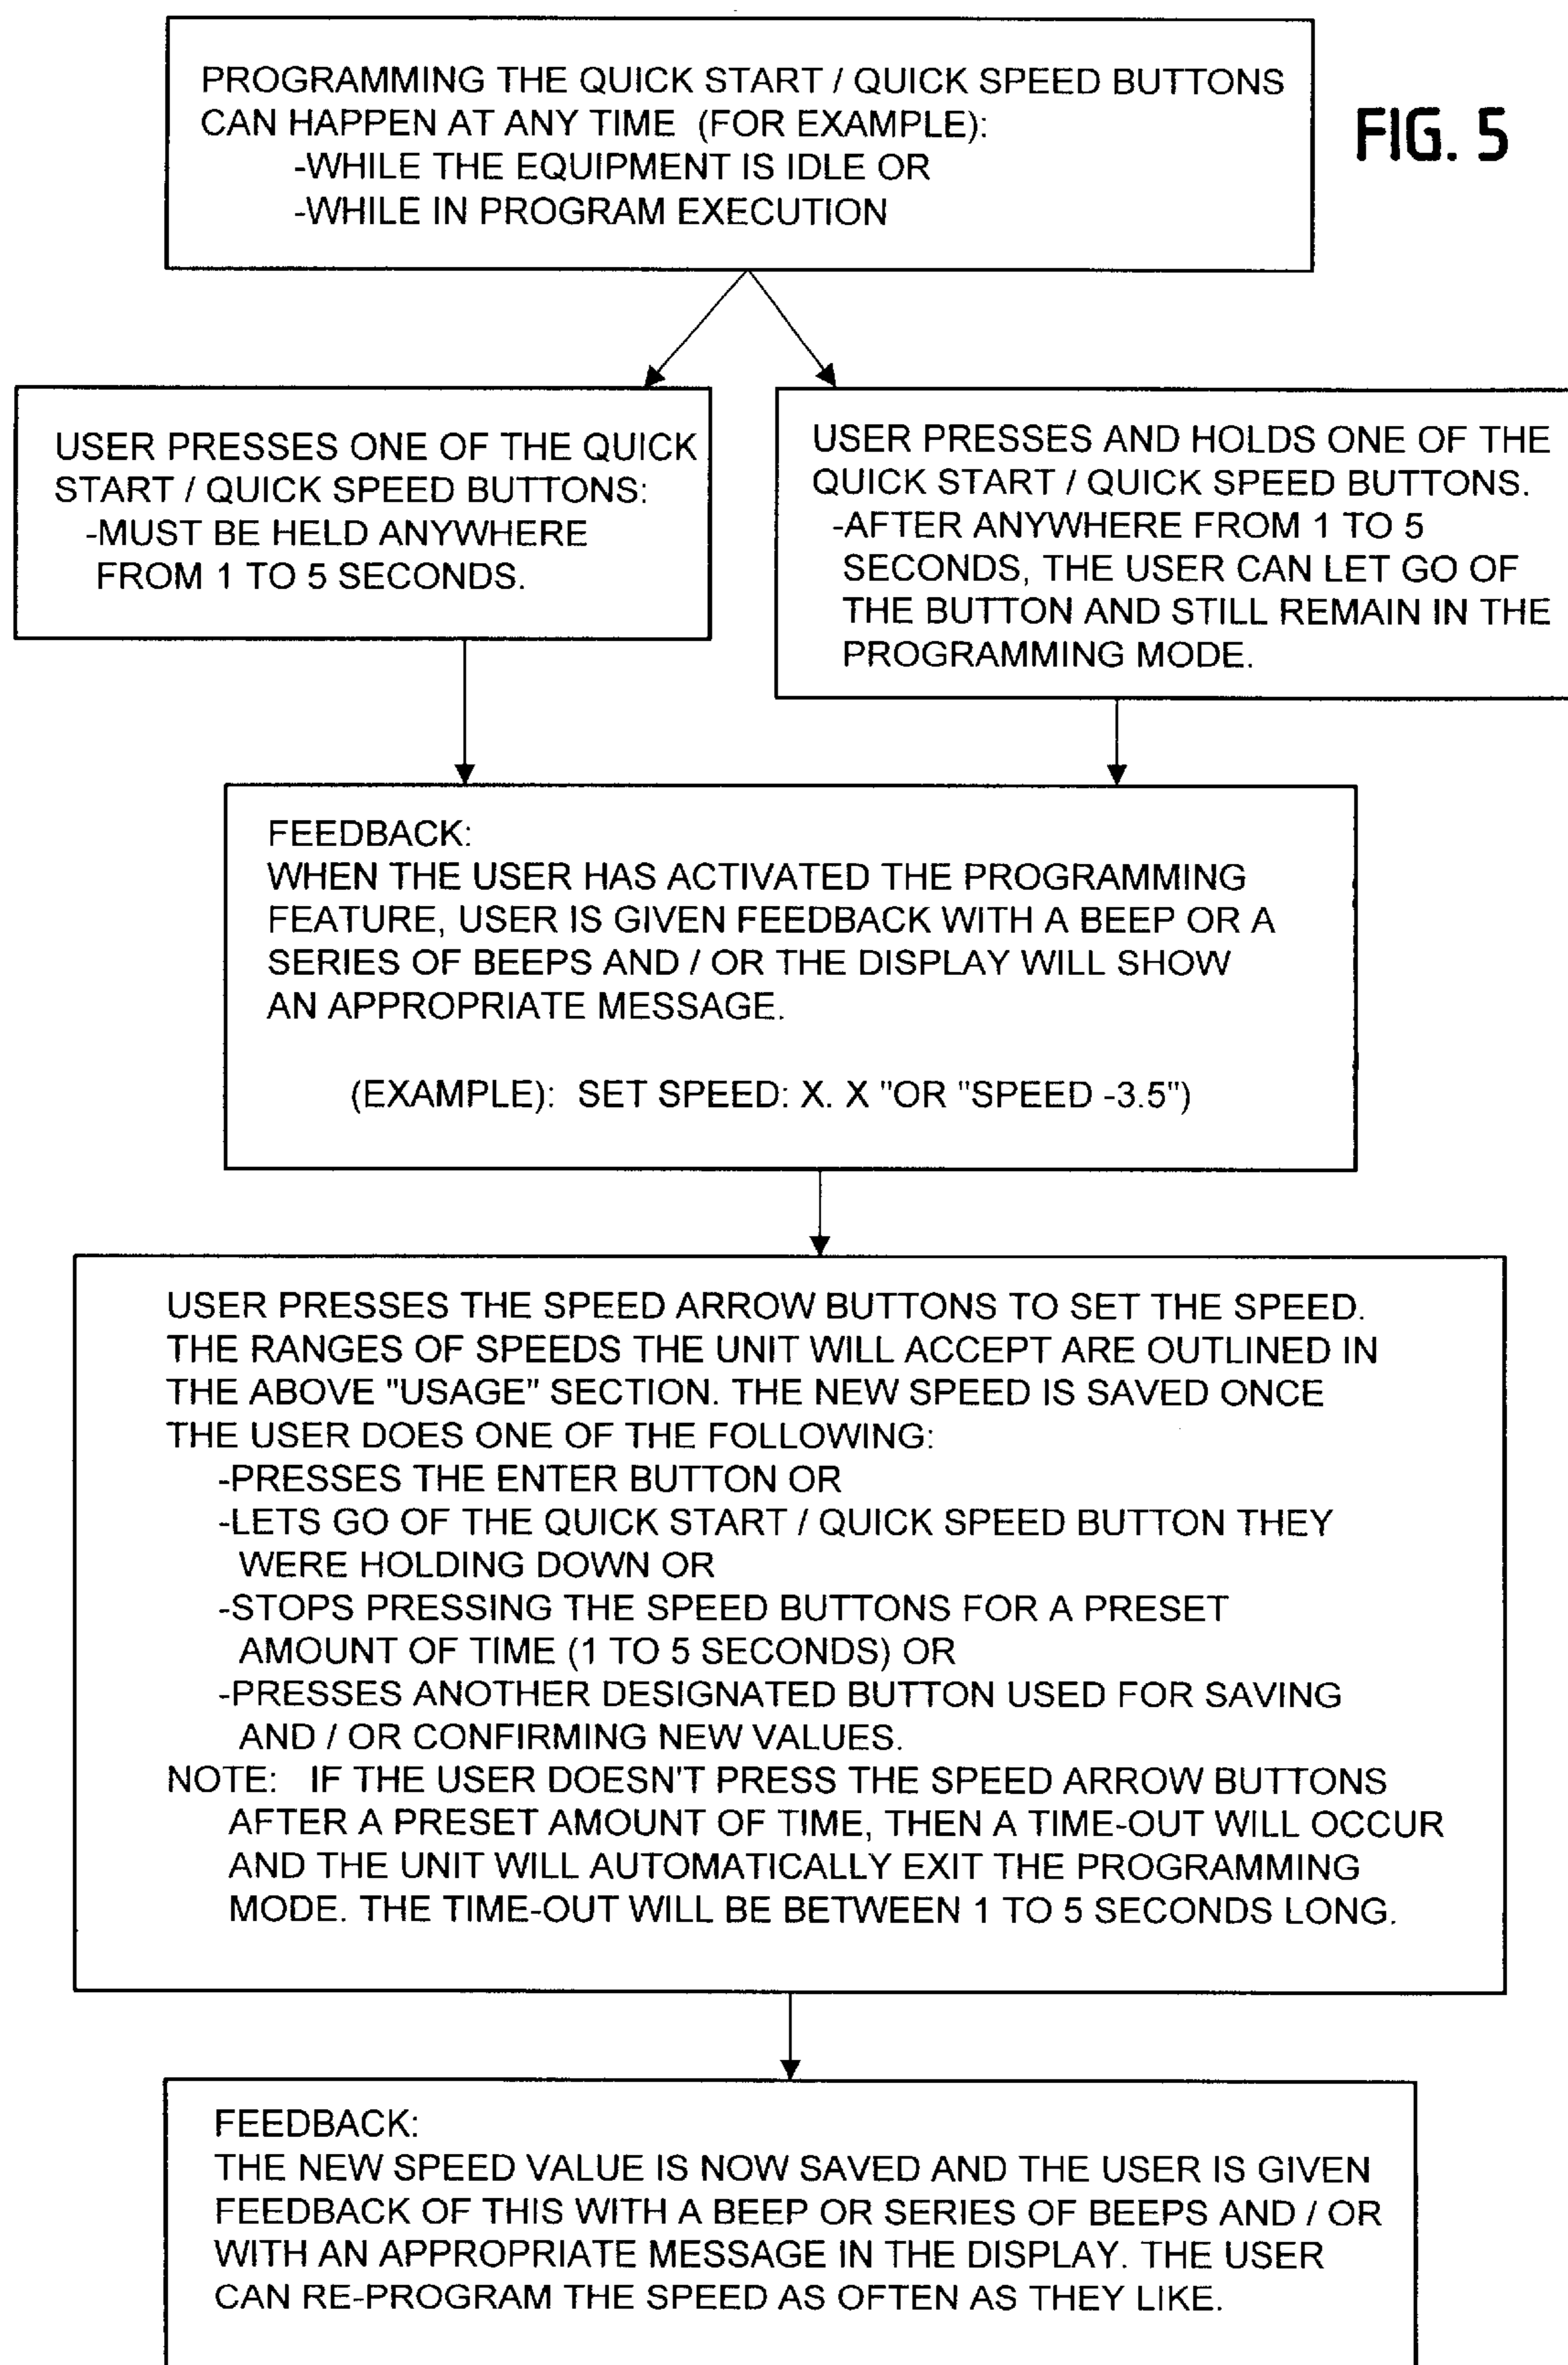 PROGRAMMING THE QUICK START / QUICK SPEED BUTTONS
CAN HAPPEN AT ANY TIME (FOR EXAMPLE):
-WHILE THE EQUIPMENT IS IDLE OR
-WHILE IN PROGRAM EXECUTION
FIG. 5
USER PRESSES ONE OF THE QUICK
START / QUICK SPEED BUTTONS:
-MUST BE HELD ANYWHERE
FROM 1 TO 5 SECONDS.
USER PRESSES AND HOLDS ONE OF THE
QUICK START / QUICK SPEED BUTTONS.
-AFTER ANYWHERE FROM 1 TO 5
SECONDS, THE USER CAN LET GO OF
THE BUTTON AND STILL REMAIN IN THE
PROGRAMMING MODE.
FEEDBACK:
WHEN THE USER HAS ACTIVATED THE PROGRAMMING
FEATURE, USER IS GIVEN FEEDBACK WITH A BEEP OR A
SERIES OF BEEPS AND / OR THE DISPLAY WILL SHOW
AN APPROPRIATE MESSAGE.
(EXAMPLE): SET SPEED: X. X "OR "SPEED -3.5")
USER PRESSES THE SPEED ARROW BUTTONS TO SET THE SPEED.
THE RANGES OF SPEEDS THE UNIT WILL ACCEPT ARE OUTLINED IN
THE ABOVE "USAGE" SECTION. THE NEW SPEED IS SAVED ONCE
THE USER DOES ONE OF THE FOLLOWING:
-PRESSES THE ENTER BUTTON OR
-LETS GO OF THE QUICK START / QUICK SPEED BUTTON THEY
WERE HOLDING DOWN OR
-STOPS PRESSING THE SPEED BUTTONS FOR A PRESET
AMOUNT OF TIME (1 TO 5 SECONDS) OR
-PRESSES ANOTHER DESIGNATED BUTTON USED FOR SAVING
AND / OR CONFIRMING NEW VALUES.
NOTE: IF THE USER DOESN'T PRESS THE SPEED ARROW BUTTONS
AFTER A PRESET AMOUNT OF TIME, THEN A TIME-OUT WILL OCCUR
AND THE UNIT WILL AUTOMATICALLY EXIT THE PROGRAMMING
MODE. THE TIME-OUT WILL BE BETWEEN 1 TO 5 SECONDS LONG.
FEEDBACK:
THE NEW SPEED VALUE IS NOW SAVED AND THE USER IS GIVEN
FEEDBACK OF THIS WITH A BEEP OR SERIES OF BEEPS AND / OR
WITH AN APPROPRIATE MESSAGE IN THE DISPLAY. THE USER
CAN RE-PROGRAM THE SPEED AS OFTEN AS THEY LIKE.